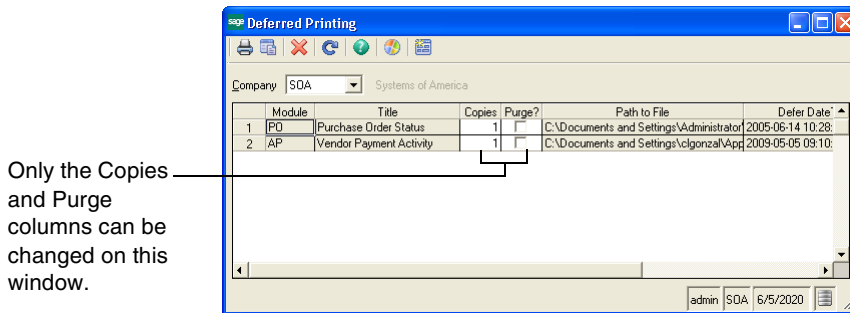 sage Deferred Printing
Company SOA Systems of America
Module Title Copies Purge? Path to File Defer Date
1 PO Purchase Order Status 1 C:\Documents and Settings\Administrator 2005-06-14 10:28:
2 AP Vendor Payment Activity 1 C:\Documents and Settings\clgonzal\App 2009-05-05 09:10:
Only the Copies
and Purge
columns can be
changed on this
window.
admin SOA 6/5/2020